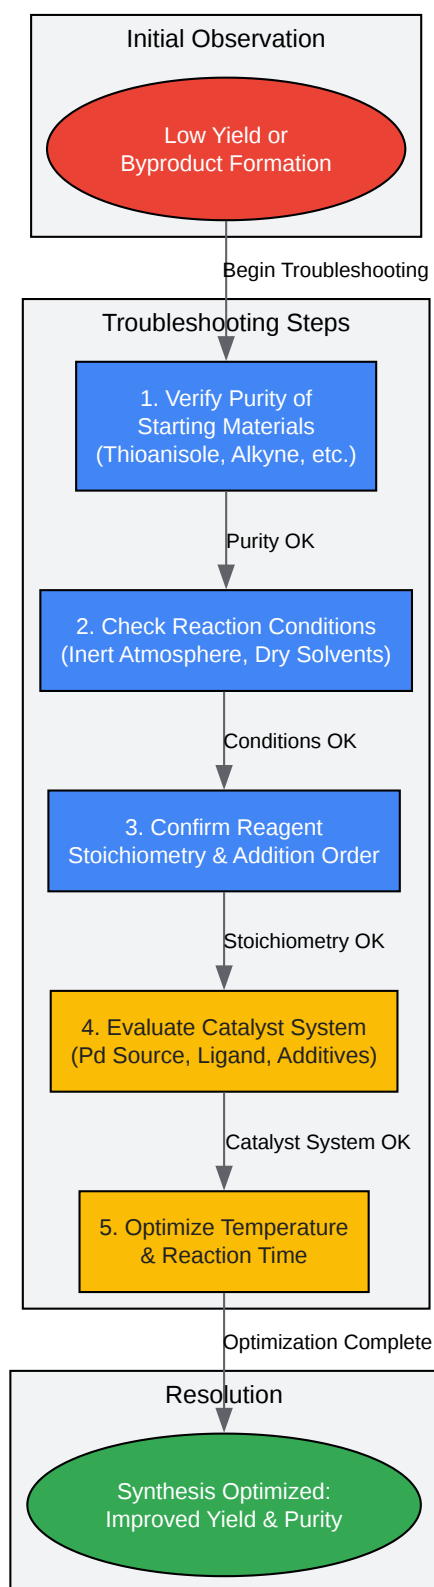 Initial Observation
Low Yield or
Byproduct Formation
Begin Troubleshooting
Troubleshooting Steps
1. Verify Purity of
Starting Materials
(Thioanisole, Alkyne, etc.)
Purity OK
2. Check Reaction Conditions
(Inert Atmosphere, Dry Solvents)
Conditions OK
3. Confirm Reagent
Stoichiometry & Addition Order
Stoichiometry OK
4. Evaluate Catalyst System
(Pd Source, Ligand, Additives)
Catalyst System OK
5. Optimize Temperature
& Reaction Time
Optimization Complete
Resolution
Synthesis Optimized:
Improved Yield & Purity